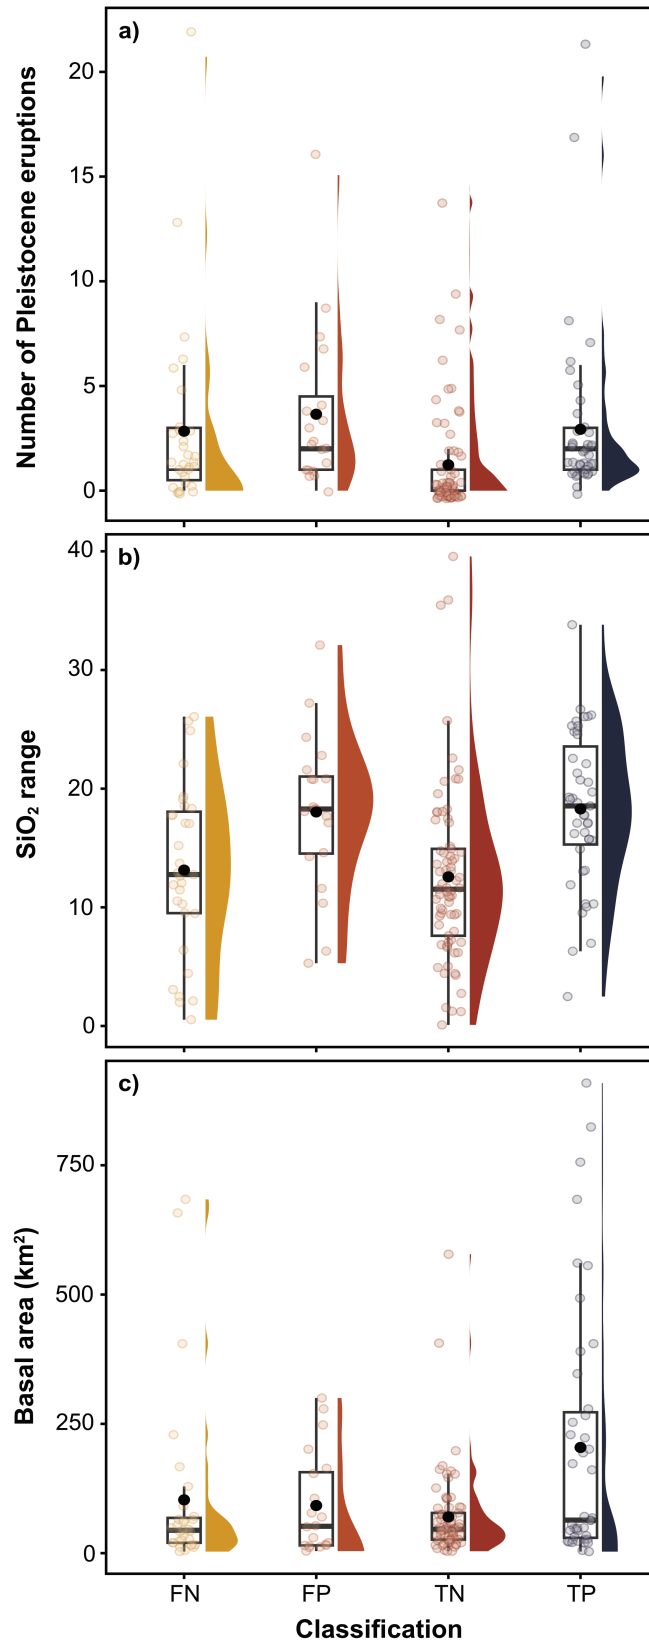 a)
Number of Pleistocene eruptions
20
15
10
5
0
b)
SiO₂ range
40
30
20
10
0
c)
Basal area (km²)
750
500
250
0
FN FP TN TP
Classification